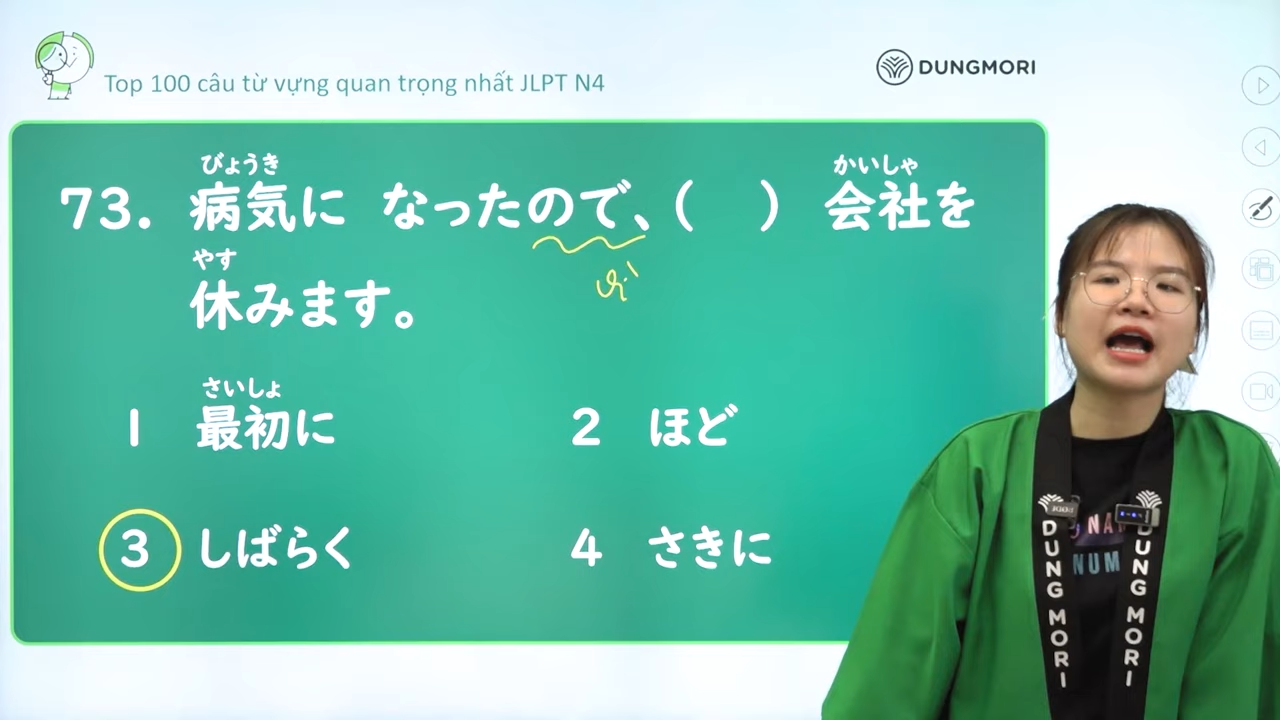 Top 100 câu từ vựng quan trọng nhất JLPT N4
DUNGMORI
びょうき かいしゃ
73. 病気に なったので、( ) 会社を
やす
休みます。
vì
さいしょ
1 最初に 2 ほど
3 しばらく 4 さきに
DUNG MORI
DUNG MORI
NUM